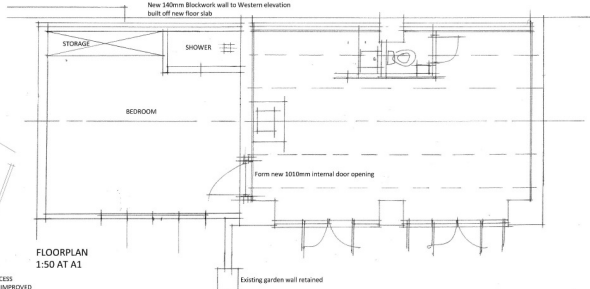 New 140mm Blockwork wall to Western elevation
built off new floor slab
STORAGE
SHOWER
BEDROOM
Form new 1010mm internal door opening
FLOORPLAN
1:50 AT A1
CESS
IMPROVED
Existing garden wall retained